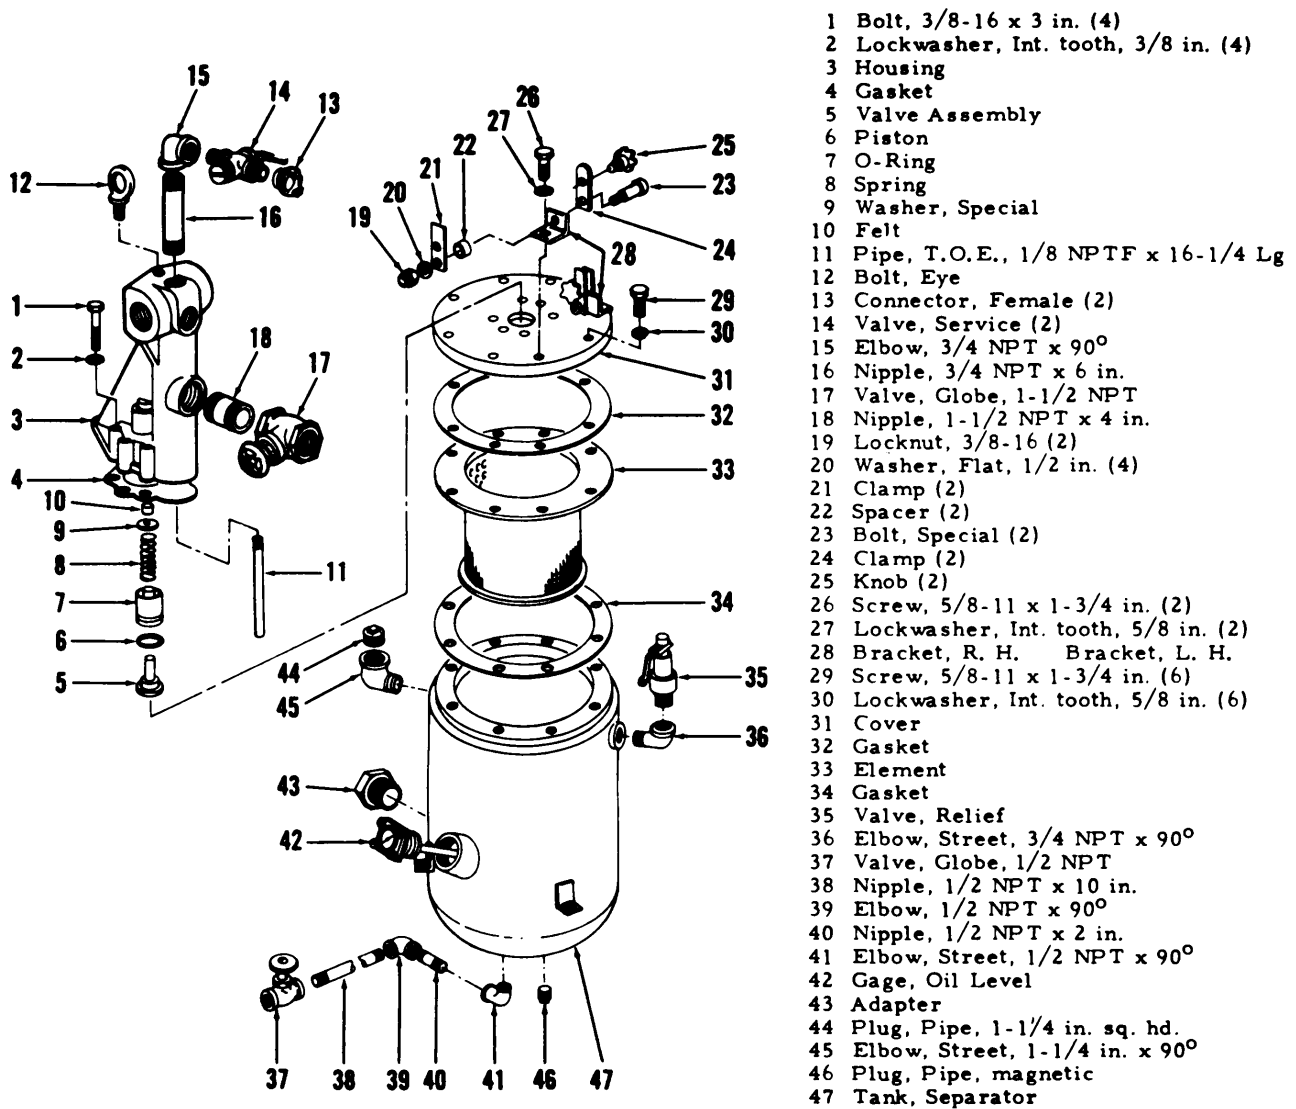 1 Bolt, 3/8-16 x 3 in. (4)
2 Lockwasher, Int. tooth, 3/8 in. (4)
3 Housing
4 Gasket
5 Valve Assembly
6 Piston
7 O-Ring
8 Spring
9 Washer, Special
10 Felt
11 Pipe, T.O.E., 1/8 NPTF x 16-1/4 Lg
12 Bolt, Eye
13 Connector, Female (2)
14 Valve, Service (2)
15 Elbow, 3/4 NPT x 90°
16 Nipple, 3/4 NPT x 6 in.
17 Valve, Globe, 1-1/2 NPT
18 Nipple, 1-1/2 NPT x 4 in.
19 Locknut, 3/8-16 (2)
20 Washer, Flat, 1/2 in. (4)
21 Clamp (2)
22 Spacer (2)
23 Bolt, Special (2)
24 Clamp (2)
25 Knob (2)
26 Screw, 5/8-11 x 1-3/4 in. (2)
27 Lockwasher, Int. tooth, 5/8 in. (2)
28 Bracket, R. H. Bracket, L. H.
29 Screw, 5/8-11 x 1-3/4 in. (6)
30 Lockwasher, Int. tooth, 5/8 in. (6)
31 Cover
32 Gasket
33 Element
34 Gasket
35 Valve, Relief
36 Elbow, Street, 3/4 NPT x 90°
37 Valve, Globe, 1/2 NPT
38 Nipple, 1/2 NPT x 10 in.
39 Elbow, 1/2 NPT x 90°
40 Nipple, 1/2 NPT x 2 in.
41 Elbow, Street, 1/2 NPT x 90°
42 Gage, Oil Level
43 Adapter
44 Plug, Pipe, 1-1/4 in. sq. hd.
45 Elbow, Street, 1-1/4 in. x 90°
46 Plug, Pipe, magnetic
47 Tank, Separator
15
14
13
12
16
1
2
3
4
18
17
10
9
8
7
6
5
11
26
27
22
21
20
19
25
23
24
28
29
30
31
32
33
34
35
36
44
45
43
42
37
38
39
40
41
46
47